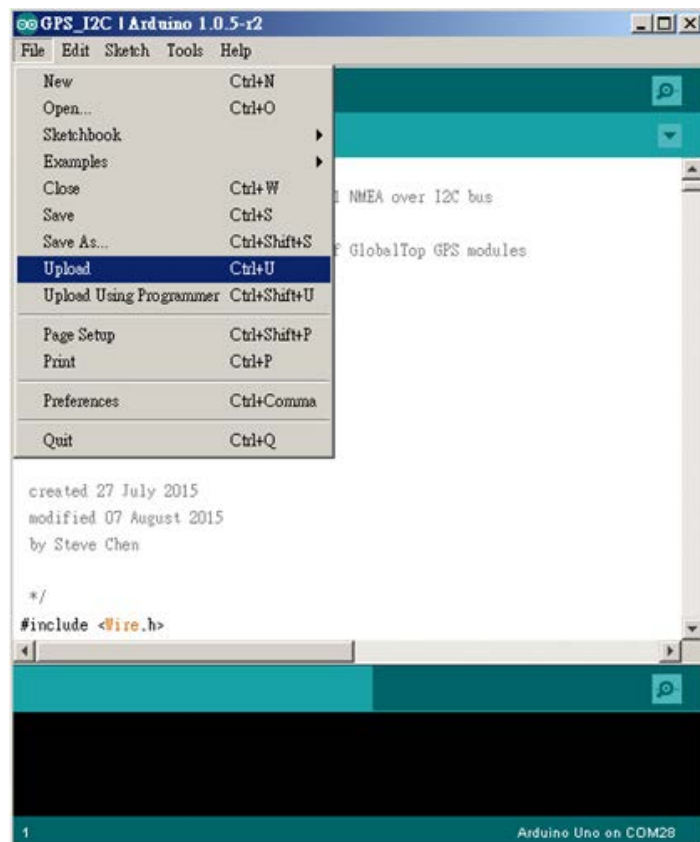 GPS_I2C | Arduino 1.0.5-r2
File Edit Sketch Tools Help
New Ctrl+N
Open... Ctrl+O
Sketchbook
Examples
Close Ctrl+W
Save Ctrl+S
Save As... Ctrl+Shift+S
Upload Ctrl+U
Upload Using Programmer Ctrl+Shift+U
Page Setup Ctrl+Shift+P
Print Ctrl+P
Preferences Ctrl+Comma
Quit Ctrl+Q
NMEA over I2C bus
GlobalTop GPS modules
created 27 July 2015
modified 07 August 2015
by Steve Chen
*/
#include <Wire.h>
1 Arduino Uno on COM28